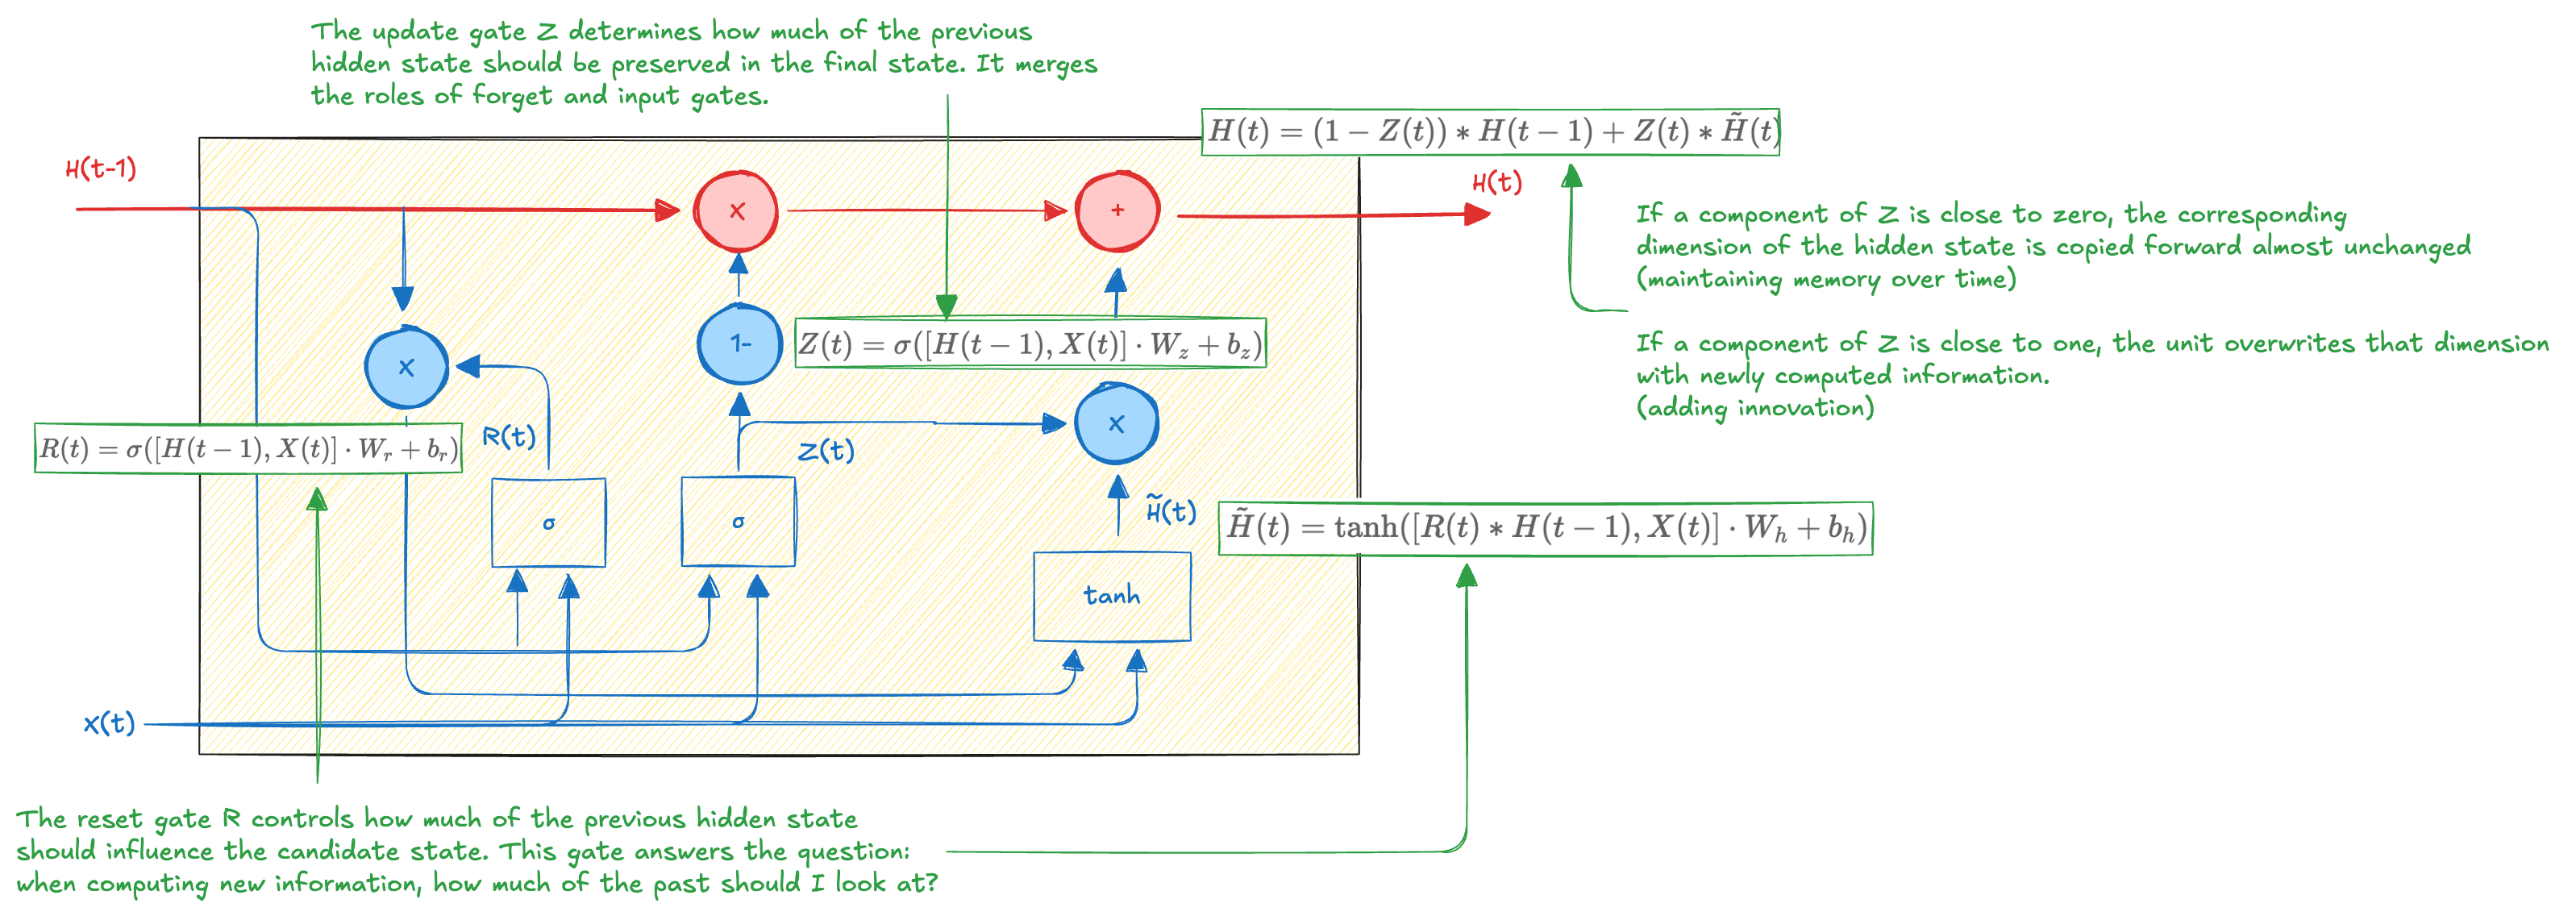 The update gate Z determines how much of the previous
hidden state should be preserved in the final state. It merges
the roles of forget and input gates.
H(t) = (1 − Z(t)) ∗ H(t − 1) + Z(t) ∗ H̃(t)
H(t-1)
H(t)
x
+
If a component of Z is close to zero, the corresponding
dimension of the hidden state is copied forward almost unchanged
(maintaining memory over time)
x
1-
Z(t) = σ([H(t − 1), X(t)] · W_z + b_z)
If a component of Z is close to one, the unit overwrites that dimension
with newly computed information.
(adding innovation)
R(t) = σ([H(t − 1), X(t)] · W_r + b_r)
R(t)
Z(t)
x
σ
σ
H̃(t)
H̃(t) = tanh([R(t) ∗ H(t − 1), X(t)] · W_h + b_h)
tanh
X(t)
The reset gate R controls how much of the previous hidden state
should influence the candidate state. This gate answers the question:
when computing new information, how much of the past should I look at?